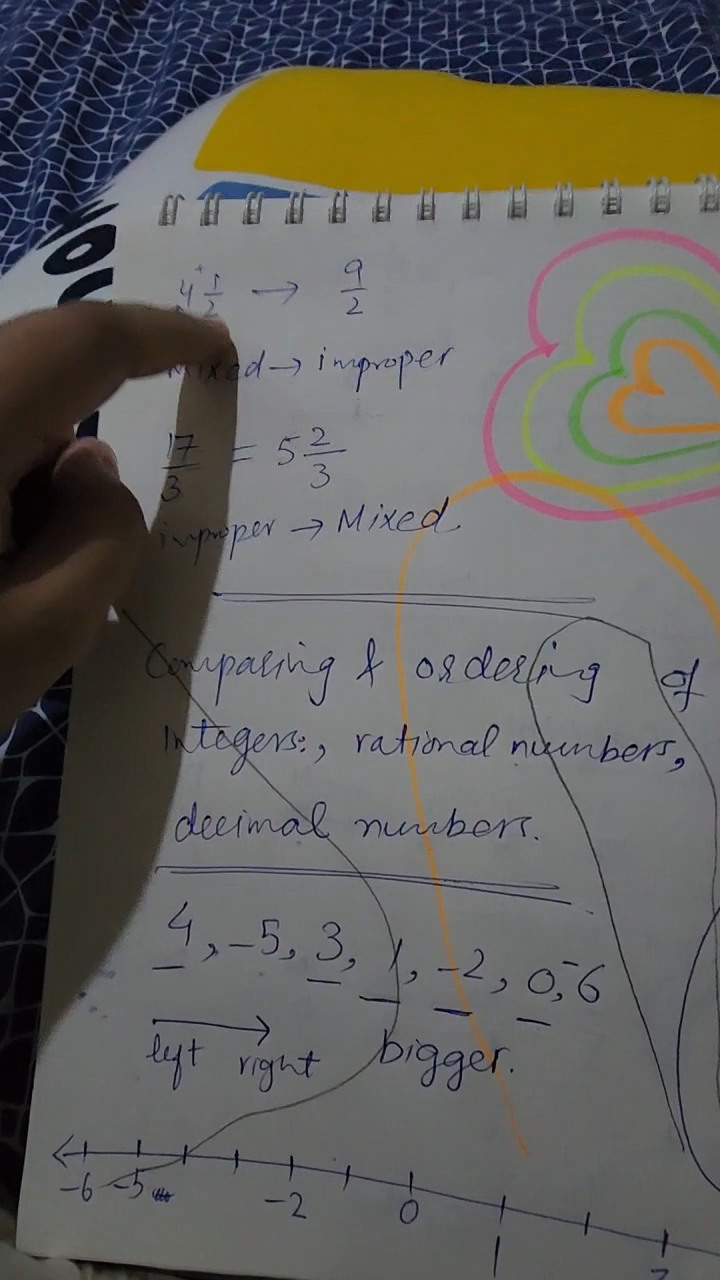 4 1/2 → 9/2
Mixed → improper
17/3 = 5 2/3
improper → Mixed.
Comparing & ordering of
Integers:, rational numbers,
decimal numbers.
4, -5, 3, 1, -2, 0, -6
left right bigger.
-6 -5 -2 0 1